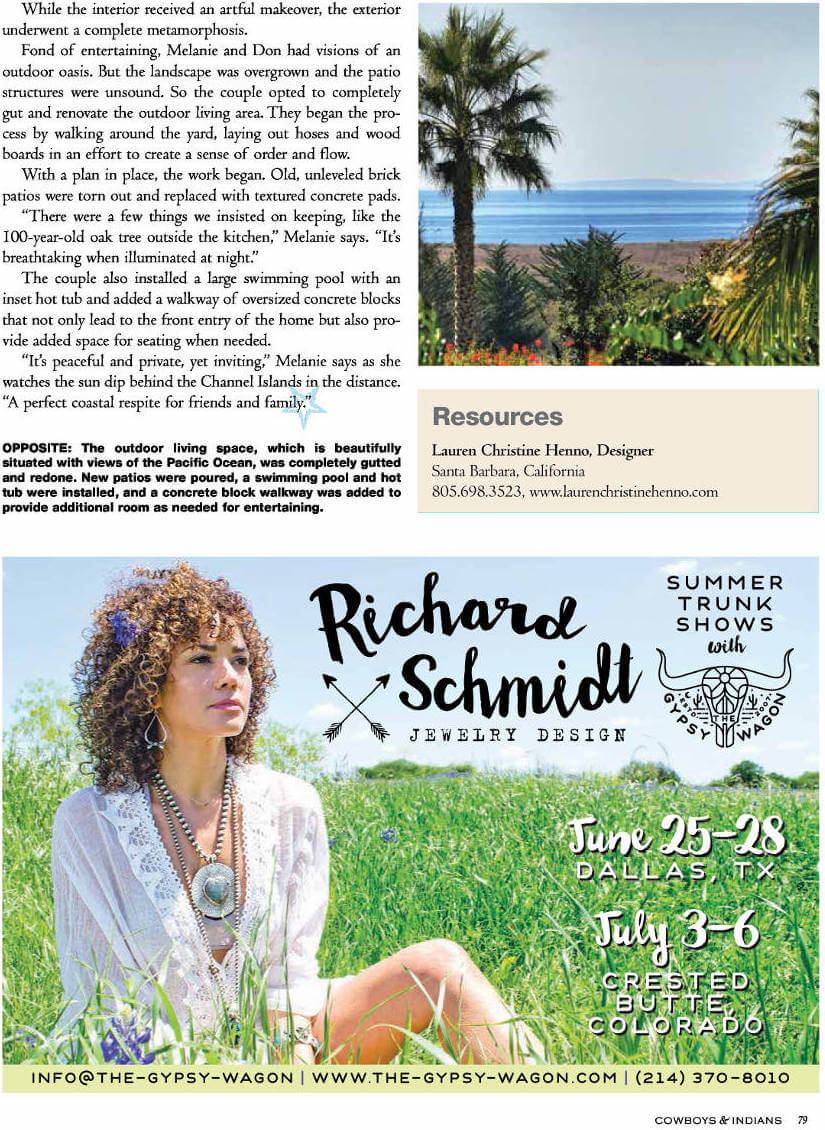 While the interior received an artful makeover, the exterior
underwent a complete metamorphosis.
Fond of entertaining, Melanie and Don had visions of an
outdoor oasis. But the landscape was overgrown and the patio
structures were unsound. So the couple opted to completely
gut and renovate the outdoor living area. They began the pro-
cess by walking around the yard, laying out hoses and wood
boards in an effort to create a sense of order and flow.
With a plan in place, the work began. Old, unleveled brick
patios were torn out and replaced with textured concrete pads.
“There were a few things we insisted on keeping, like the
100-year-old oak tree outside the kitchen,” Melanie says. “It’s
breathtaking when illuminated at night.”
The couple also installed a large swimming pool with an
inset hot tub and added a walkway of oversized concrete blocks
that not only lead to the front entry of the home but also pro-
vide added space for seating when needed.
“It’s peaceful and private, yet inviting,” Melanie says as she
watches the sun dip behind the Channel Islands in the distance.
“A perfect coastal respite for friends and family.”
OPPOSITE: The outdoor living space, which is beautifully
situated with views of the Pacific Ocean, was completely gutted
and redone. New patios were poured, a swimming pool and hot
tub were installed, and a concrete block walkway was added to
provide additional room as needed for entertaining.
Resources
Lauren Christine Henno, Designer
Santa Barbara, California
805.698.3523, www.laurenchristinehenno.com
Richard
Schmidt
JEWELRY DESIGN
SUMMER
TRUNK
SHOWS
with
ESTD 2007
THE
GYPSY WAGON
June 25–28
DALLAS, TX
July 3–6
CRESTED
BUTTE,
COLORADO
INFO@THE-GYPSY-WAGON | WWW.THE-GYPSY-WAGON.COM | (214) 370-8010
COWBOYS & INDIANS 79